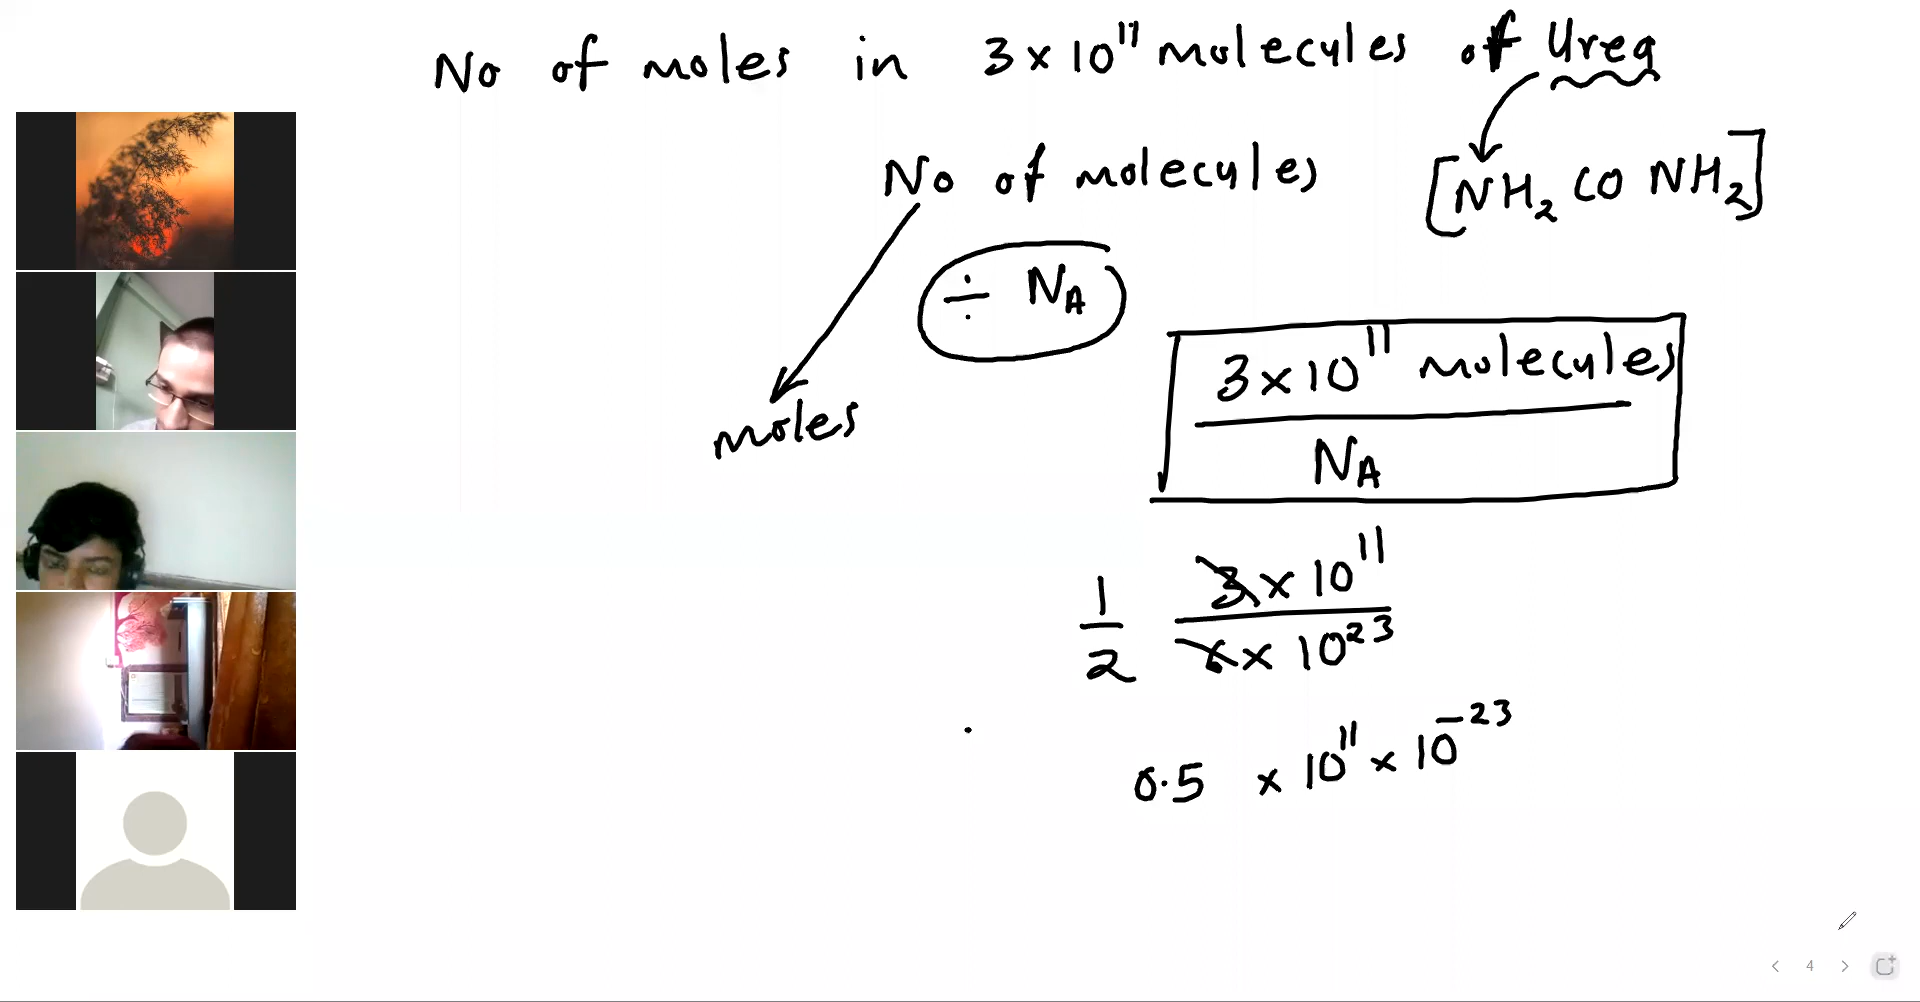 No of moles in 3 x 10^11 molecules of Urea
No of molecules [NH2 CO NH2]
÷ NA
3 x 10^11 molecules
NA
moles
3 x 10^11
1
2
6 x 10^23
0.5 x 10^11 x 10^-23
4